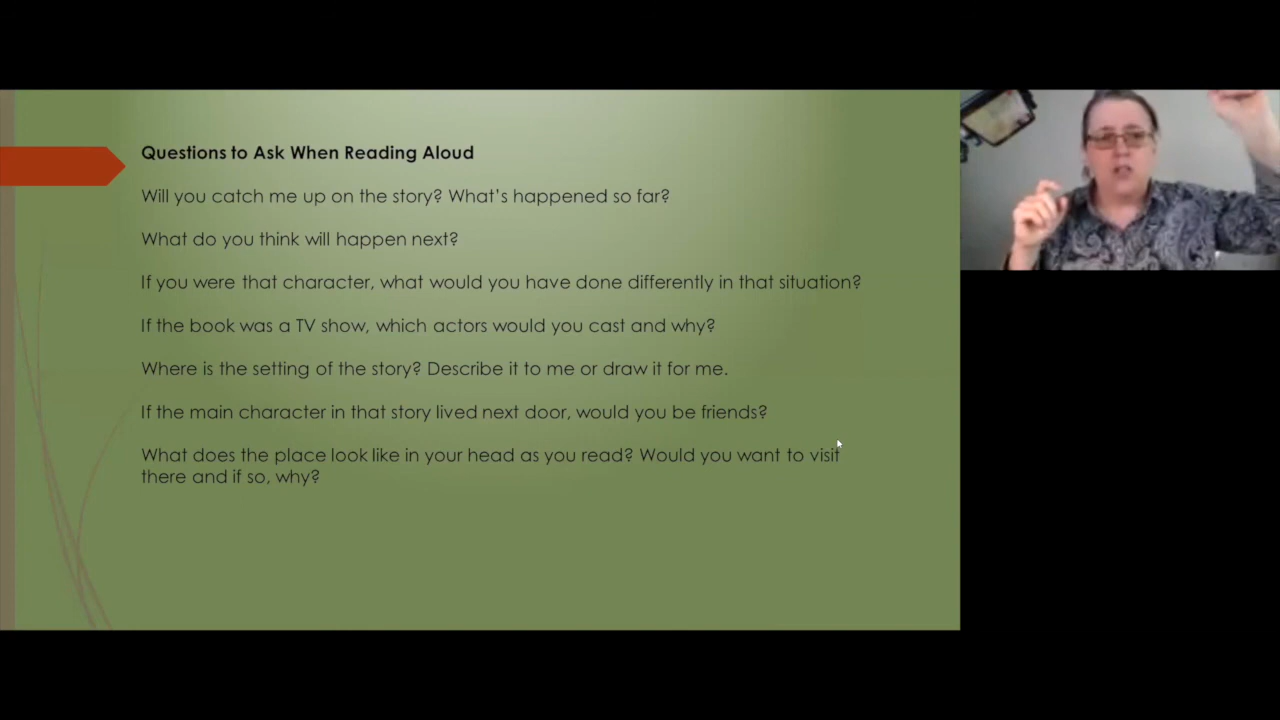 Questions to Ask When Reading Aloud
Will you catch me up on the story? What's happened so far?
What do you think will happen next?
If you were that character, what would you have done differently in that situation?
If the book was a TV show, which actors would you cast and why?
Where is the setting of the story? Describe it to me or draw it for me.
If the main character in that story lived next door, would you be friends?
What does the place look like in your head as you read? Would you want to visit
there and if so, why?